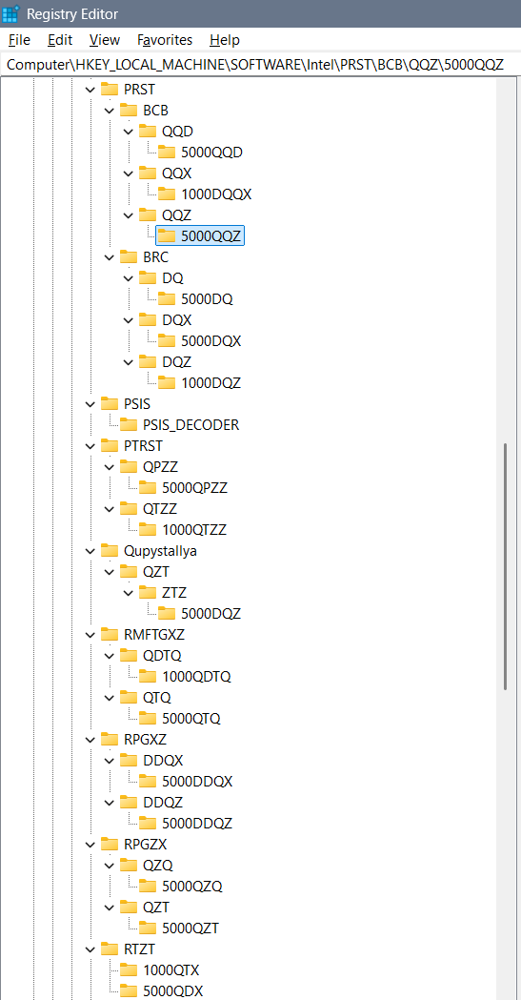 Registry Editor
File Edit View Favorites Help
Computer\HKEY_LOCAL_MACHINE\SOFTWARE\Intel\PRST\BCB\QQZ\5000QQZ
PRST
BCB
QQD
5000QQD
QQX
1000DQQX
QQZ
5000QQZ
BRC
DQ
5000DQ
DQX
5000DQX
DQZ
1000DQZ
PSIS
PSIS_DECODER
PTRST
QPZZ
5000QPZZ
QTZZ
1000QTZZ
Qupystallya
QZT
ZTZ
5000DQZ
RMFTGXZ
QDTQ
1000QDTQ
QTQ
5000QTQ
RPGXZ
DDQX
5000DDQX
DDQZ
5000DDQZ
RPGZX
QZQ
5000QZQ
QZT
5000QZT
RTZT
1000QTX
5000QDX